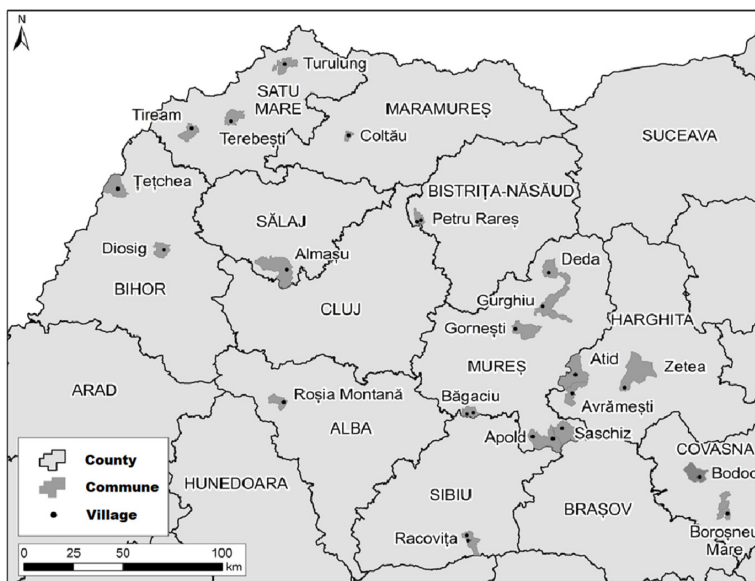 N
Turulung
SATU
MARE
MARAMUREȘ
Tiream
Terebești
Coltău
SUCEAVA
Țețchea
BISTRIȚA-NĂSĂUD
SĂLAJ
Petru Rareș
Diosig
Almașu
Deda
BIHOR
Gurghiu
CLUJ
HARGHITA
Gornești
MUREȘ
Atid
Zetea
ARAD
Roșia Montană
Băgaciu
Avrămești
ALBA
Apold
Saschiz
COVASNA
County
Commune
Village
HUNEDOARA
SIBIU
BRAȘOV
Bodoc
Boroșneu
Mare
Racovița
0 25 50 100
km